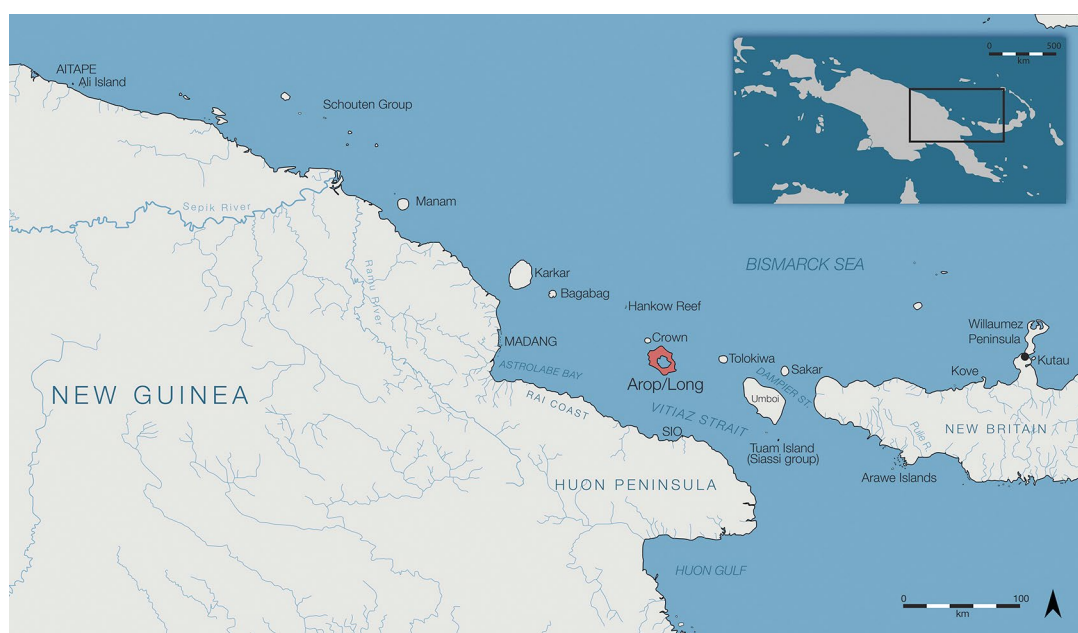 AITAPE
Ali Island
Schouten Group
0 500
km
Sepik River
Manam
Ramu River
Karkar
Bagabag
BISMARCK SEA
Hankow Reef
Willaumez
Peninsula
MADANG
Crown
Kutau
ASTROLABE BAY
Tolokiwa
Sakar
Kove
Arop/Long
DAMPIER ST.
NEW GUINEA
RAI COAST
Umboi
VITIAZ STRAIT
SIO
NEW BRITAIN
Pulie R.
Tuam Island
(Siassi group)
Arawe Islands
HUON PENINSULA
HUON GULF
0 100
km